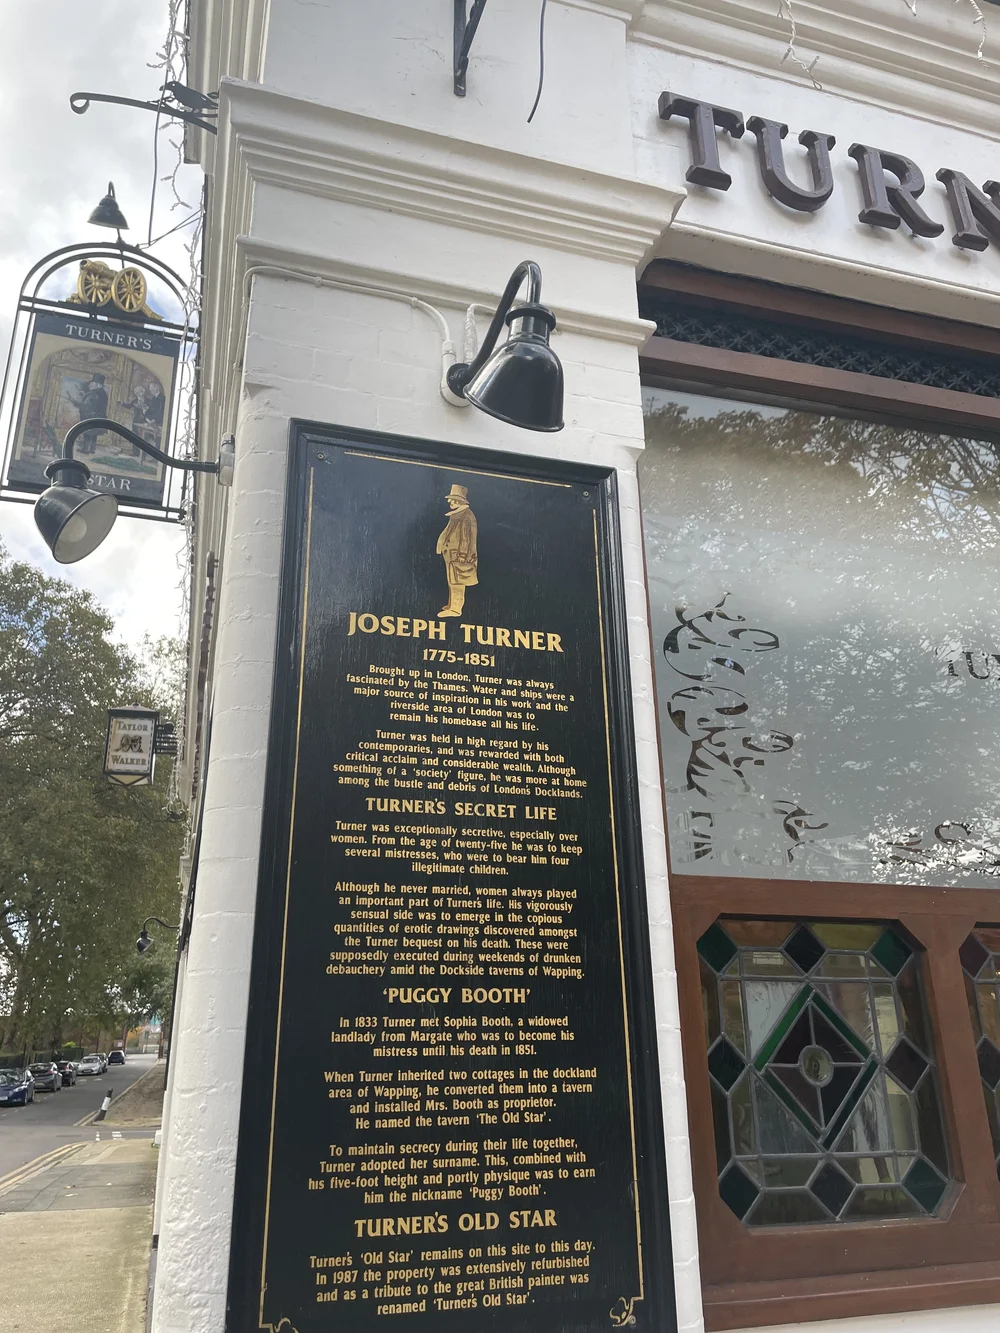 TURN
TURNER'S
STAR
TAYLOR
WALKER
JOSEPH TURNER
1775-1851
Brought up in London, Turner was always
fascinated by the Thames. Water and ships were a
major source of inspiration in his work and the
riverside area of London was to
remain his homebase all his life.
Turner was held in high regard by his
contemporaries, and was rewarded with both
critical acclaim and considerable wealth. Although
something of a 'society' figure, he was more at home
among the bustle and debris of London's Docklands.
TURNER'S SECRET LIFE
Turner was exceptionally secretive, especially over
women. From the age of twenty-five he was to keep
several mistresses, who were to bear him four
illegitimate children.
Although he never married, women always played
an important part of Turner's life. His vigorously
sensual side was to emerge in the copious
quantities of erotic drawings discovered amongst
the Turner bequest on his death. These were
supposedly executed during weekends of drunken
debauchery amid the Dockside taverns of Wapping.
'PUGGY BOOTH'
In 1833 Turner met Sophia Booth, a widowed
landlady from Margate who was to become his
mistress until his death in 1851.
When Turner inherited two cottages in the dockland
area of Wapping, he converted them into a tavern
and installed Mrs. Booth as proprietor.
He named the tavern 'The Old Star'.
To maintain secrecy during their life together,
Turner adopted her surname. This, combined with
his five-foot height and portly physique was to earn
him the nickname 'Puggy Booth'.
TURNER'S OLD STAR
Turner's 'Old Star' remains on this site to this day.
In 1987 the property was extensively refurbished
and as a tribute to the great British painter was
renamed 'Turner's Old Star'.